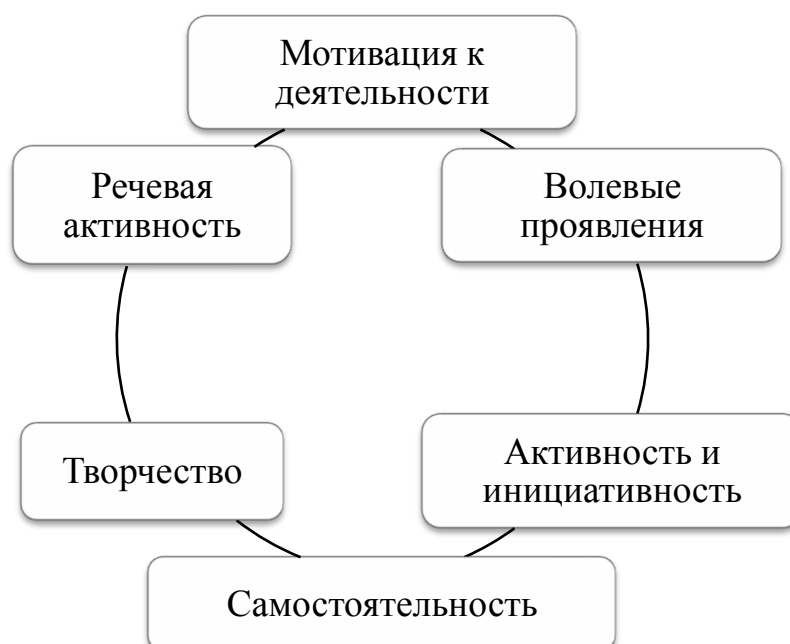 Мотивация к
деятельности
Волевые
проявления
Активность и
инициативность
Самостоятельность
Творчество
Речевая
активность